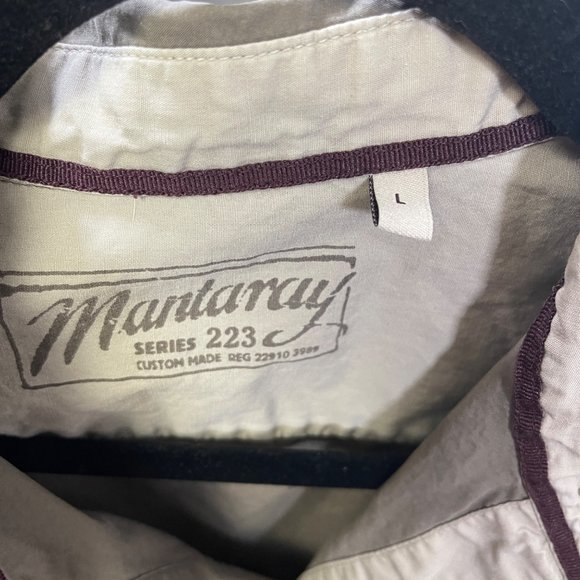 L
Mantaray
SERIES 223
CUSTOM MADE REG 22910 3989